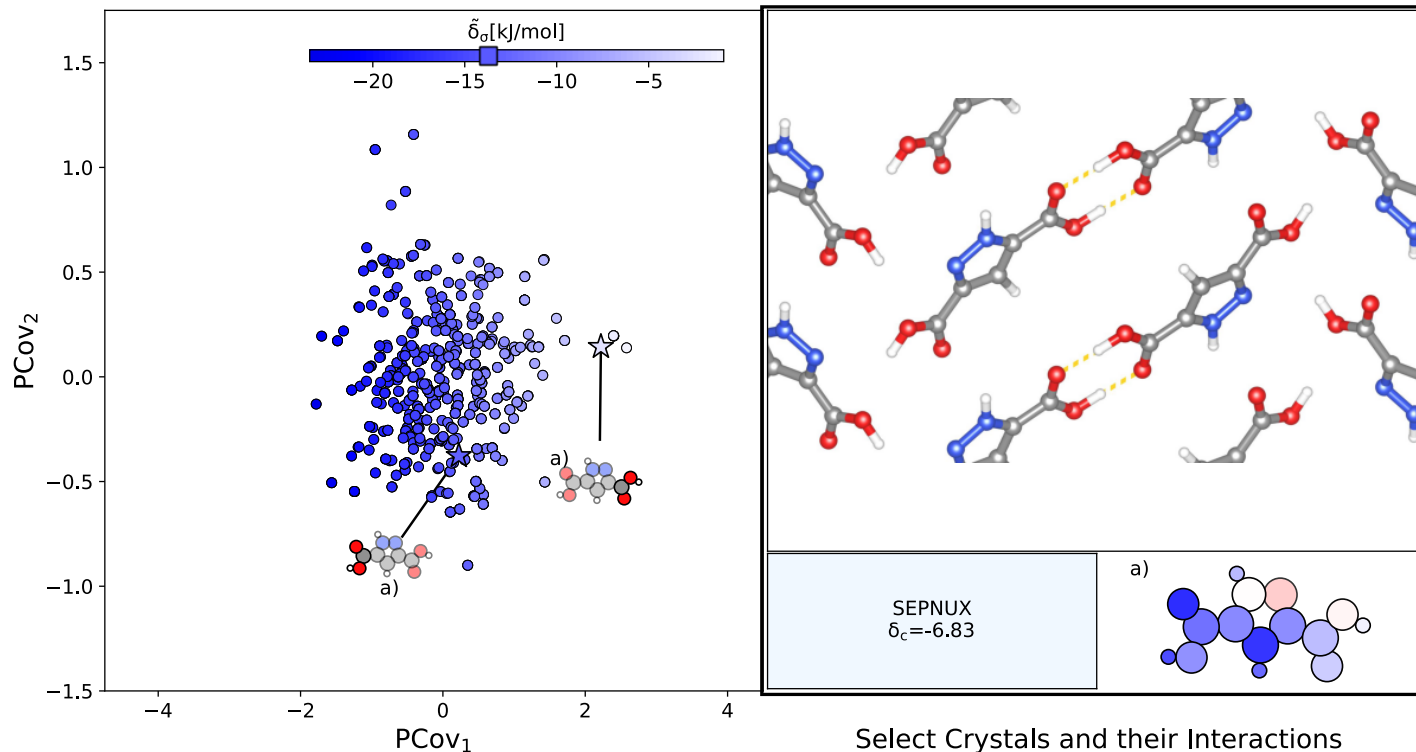 δ̃σ[kJ/mol]
−20 −15 −10 −5
1.5
1.0
0.5
0.0
−0.5
−1.0
−1.5
PCov₂
a)
a)
−4 −2 0 2 4
PCov₁
SEPNUX
δc=-6.83
a)
Select Crystals and their Interactions